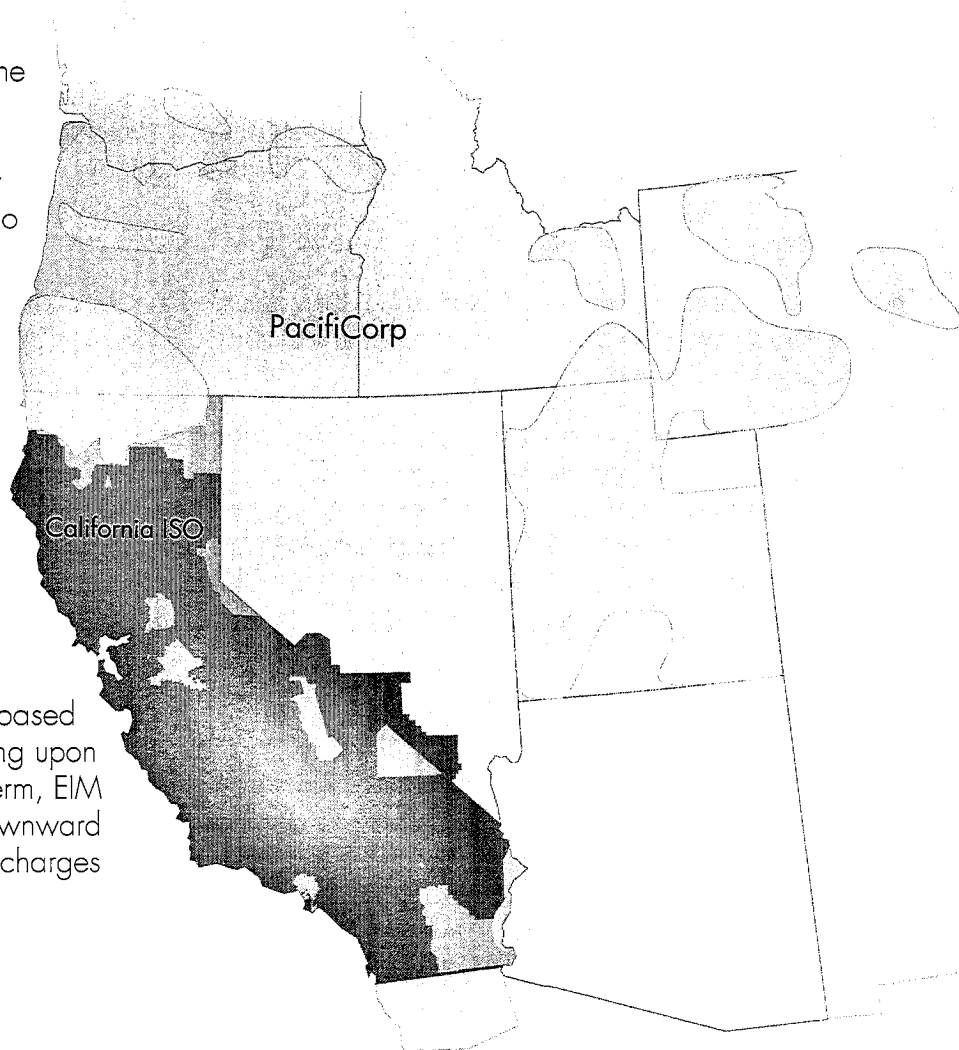 o
PacifiCorp
California ISO
based
ng upon
erm, EIM
wnward
charges